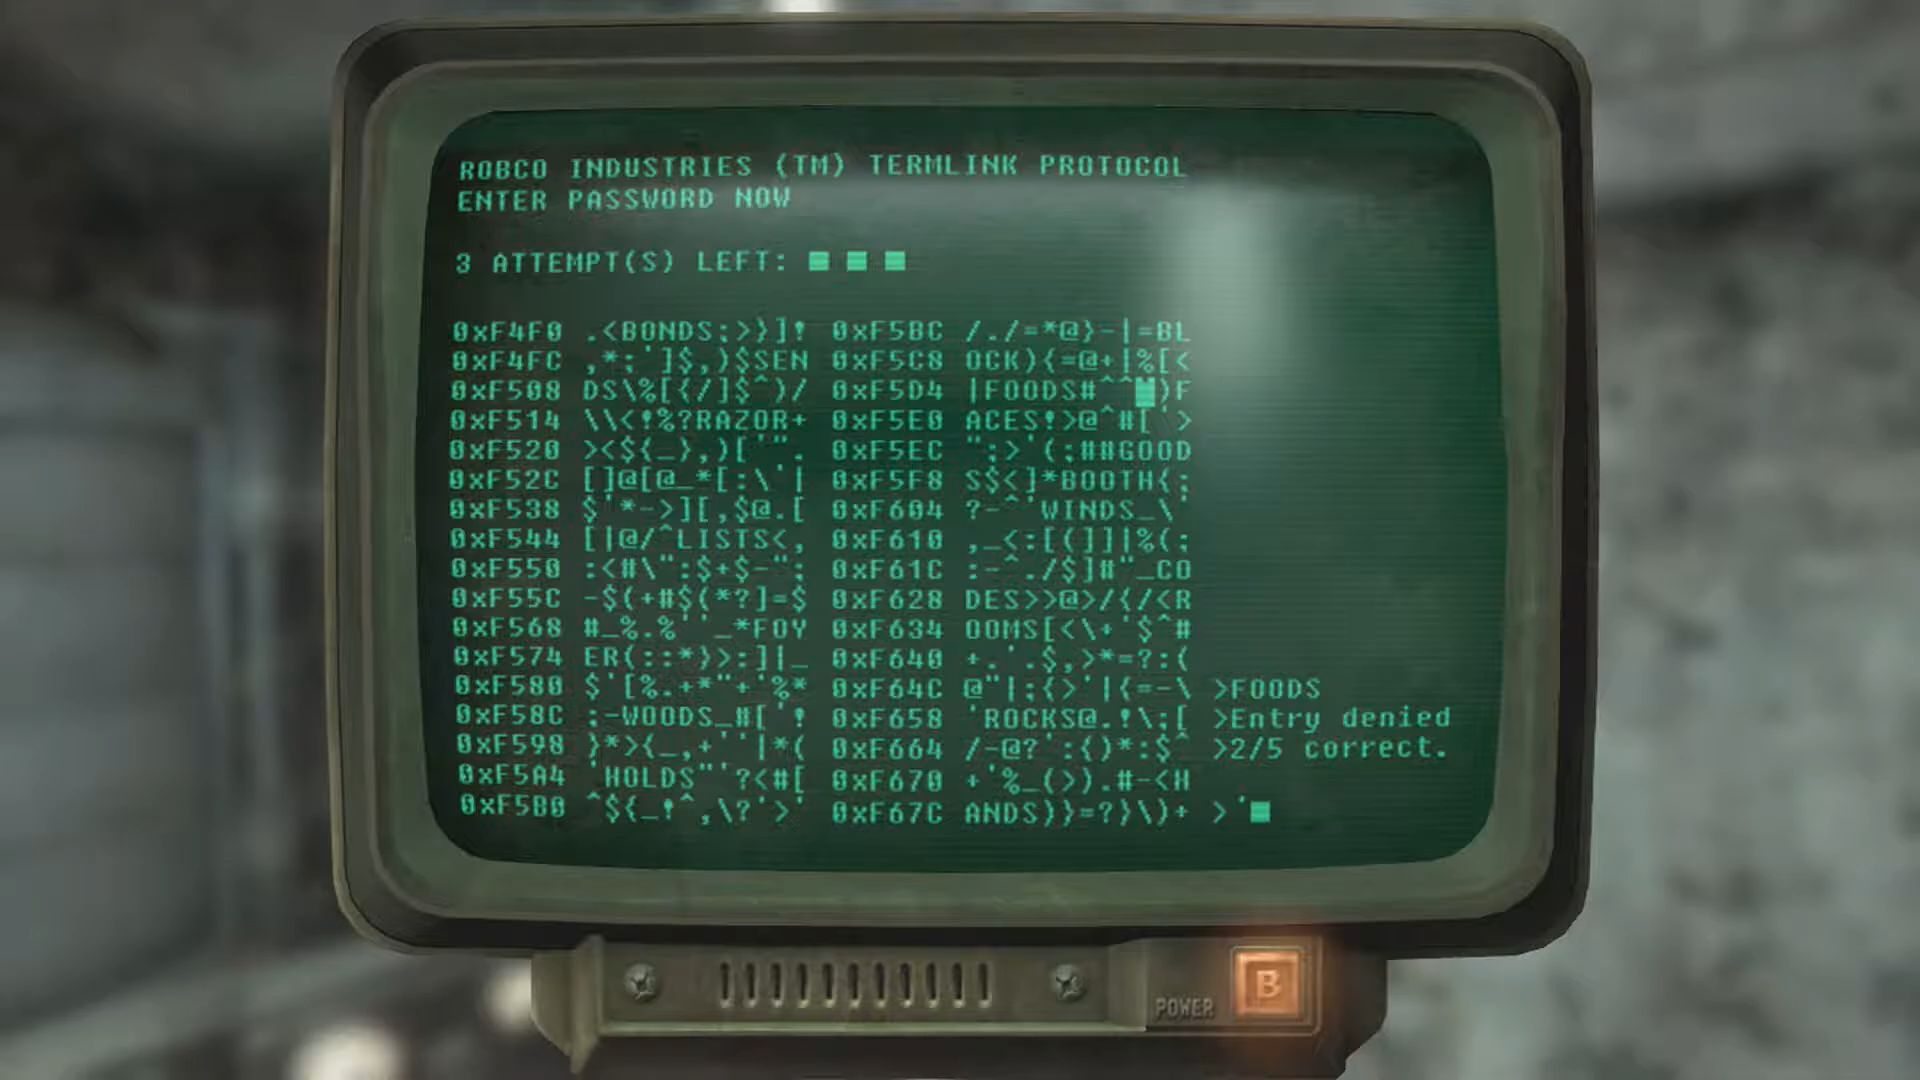 ROBCO INDUSTRIES (TM) TERMLINK PROTOCOL
ENTER PASSWORD NOW
3 ATTEMPT(S) LEFT: ■ ■ ■
0xF4F0 .<BONDS;>}]! 0xF5BC /./=*@}-|=BL
0xF4FC ,*:']$,)$SEN 0xF5C8 OCK){=@+|%[<
0xF508 DS\%[{/]$^)/ 0xF5D4 |FOODS#^^■)F
0xF514 \\<!%?RAZOR+ 0xF5E0 ACES!>@^#['>
0xF520 ><${_},)['". 0xF5EC ":>'(;##GOOD
0xF52C []@[@_*[:\'| 0xF5F8 S$<]*BOOTH{;
0xF538 $'*->][,$@.[ 0xF604 ?-^'WINDS_\'
0xF544 [|@/^LISTS<, 0xF610 ,_<:[(]]|%(;
0xF550 :<#\":$+$-": 0xF61C :-^./$]#"_CO
0xF55C -$(+#$(*?]=$ 0xF628 DES>>@>/{/<R
0xF568 #_%.%''_*FOY 0xF634 OOMS[<\+'$^#
0xF574 ER(::*}>:]|_ 0xF640 +.'.$,>*=?:(
0xF580 $'[%.+*"+'%* 0xF64C @"|;{>'|{=-\ >FOODS
0xF58C ;-WOODS_#['! 0xF658 'ROCKS@.!\;[ >Entry denied
0xF598 }*>{_,+''|*( 0xF664 /-@?':{)*:$^ >2/5 correct.
0xF5A4 'HOLDS"'?<#[ 0xF670 +'%_(>).#-<H
0xF5B0 ^${_!^,\?'>' 0xF67C ANDS}}=?}\)+ >'■
POWER
B